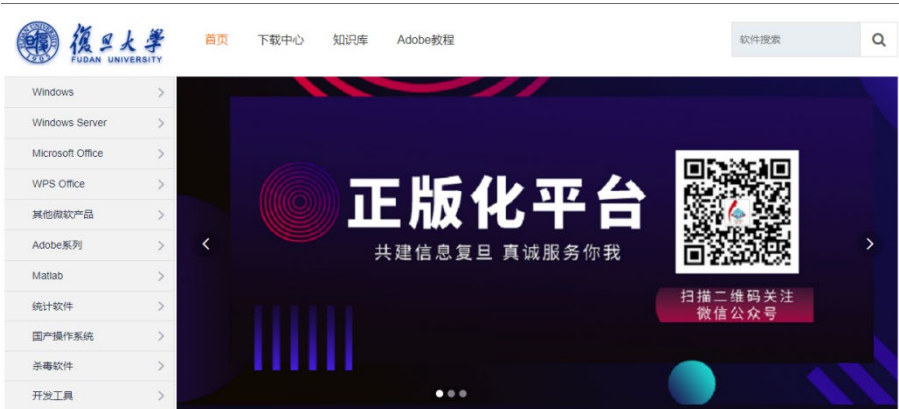 復旦大學
FUDAN UNIVERSITY
1905
首页 下载中心 知识库 Adobe教程
软件搜索
Windows
Windows Server
Microsoft Office
WPS Office
其他微软产品
Adobe系列
Matlab
统计软件
国产操作系统
杀毒软件
开发工具
正版化平台
共建信息复旦 真诚服务你我
扫描二维码关注
微信公众号